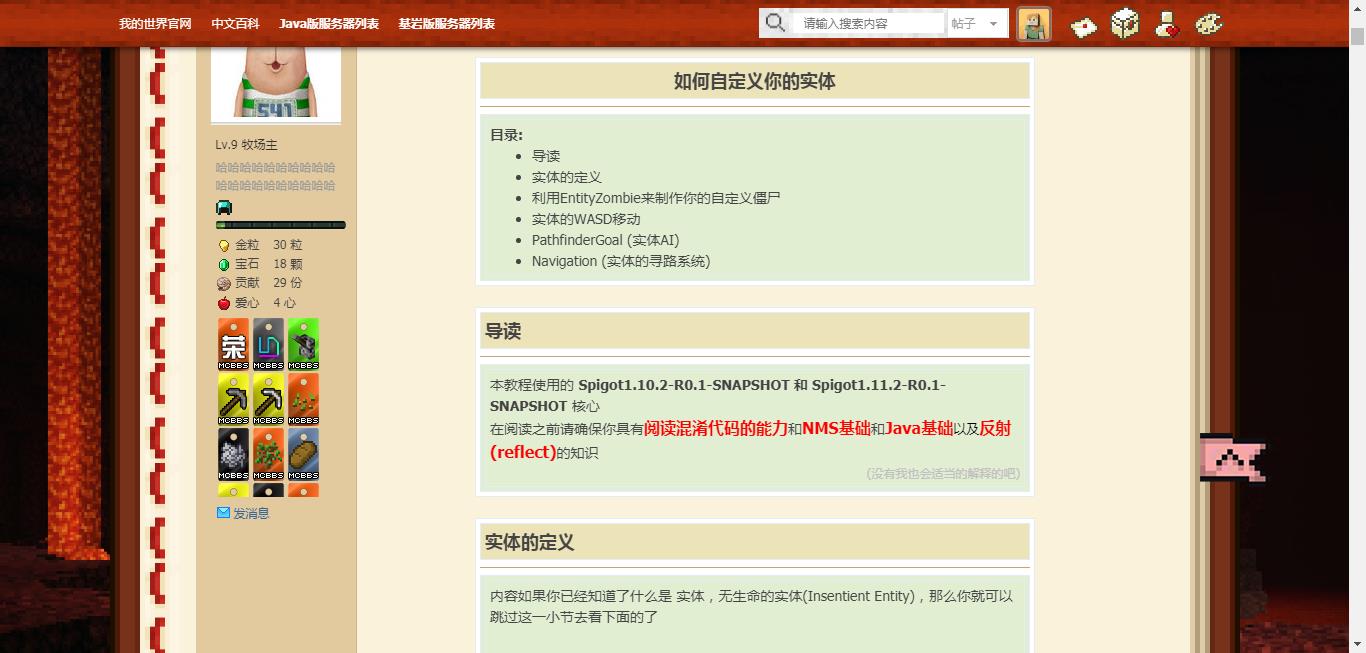 我的世界官网 中文百科 Java版服务器列表 基岩版服务器列表 请输入搜索内容 帖子
541
Lv.9 牧场主
哈哈哈哈哈哈哈哈哈哈
哈哈哈哈哈哈哈哈哈哈
金粒 30 粒
宝石 18 颗
贡献 29 份
爱心 4 心
荣
MCBBS MCBBS MCBBS
MCBBS MCBBS MCBBS
MCBBS MCBBS MCBBS
发消息
如何自定义你的实体
目录:
导读
实体的定义
利用EntityZombie来制作你的自定义僵尸
实体的WASD移动
PathfinderGoal (实体AI)
Navigation (实体的寻路系统)
导读
本教程使用的 Spigot1.10.2-R0.1-SNAPSHOT 和 Spigot1.11.2-R0.1-
SNAPSHOT 核心
在阅读之前请确保你具有阅读混淆代码的能力和NMS基础和Java基础以及反射
(reflect)的知识
(没有我也会适当的解释的吧)
实体的定义
内容如果你已经知道了什么是 实体，无生命的实体(Insentient Entity)，那么你就可以
跳过这一小节去看下面的了